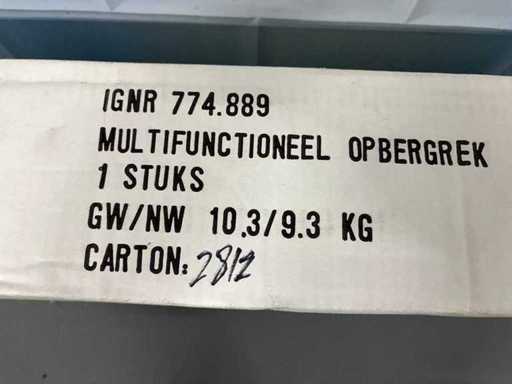 IGNR 774.889
MULTIFUNCTIONEEL OPBERGREK
1 STUKS
GW/NW 10.3/9.3 KG
CARTON: 2812